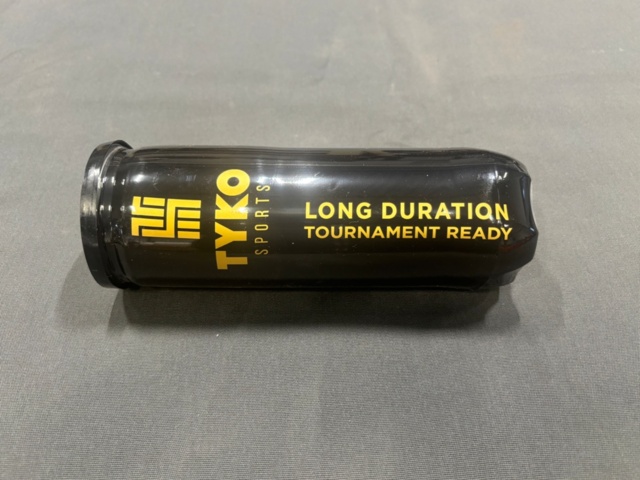 TYKO
SPORTS
LONG DURATION
TOURNAMENT READY